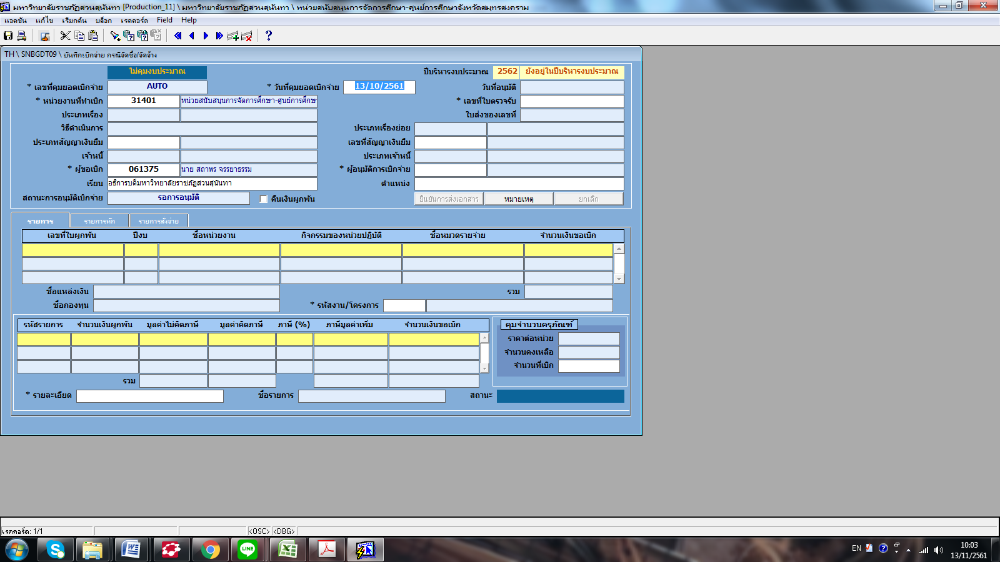 มหาวิทยาลัยราชภัฏสวนสุนันทา [Production_11] \ มหาวิทยาลัยราชภัฏสวนสุนันทา \ หน่วยสนับสนุนการจัดการศึกษา-ศูนย์การศึกษาจังหวัดสมุทรสงคราม
แอคชัน แก้ไข เรียกค้น บล็อก เรคคอร์ด Field Help
TH \ SNBGDT09 \ บันทึกเบิกจ่าย กรณีจัดซื้อ/จัดจ้าง
ไม่คุมงบประมาณ ปีบริหารงบประมาณ 2562 ยังอยู่ในปีบริหารงบประมาณ
* เลขที่คุมยอดเบิกจ่าย AUTO * วันที่คุมยอดเบิกจ่าย 13/10/2561 วันที่อนุมัติ
* หน่วยงานที่ทำเบิก 31401 หน่วยสนับสนุนการจัดการศึกษา-ศูนย์การศึกษา * เลขที่ใบตรวจรับ
ประเภทเรื่อง ใบส่งของเลขที่
วิธีดำเนินการ ประเภทเรื่องย่อย
ประเภทสัญญาเงินยืม เลขที่สัญญาเงินยืม
เจ้าหนี้ ประเภทเจ้าหนี้
* ผู้ขอเบิก 061375 นาย สถาพร จรรยาธรรม * ผู้อนุมัติการเบิกจ่าย
เรียน อธิการบดีมหาวิทยาลัยราชภัฏสวนสุนันทา ตำแหน่ง
สถานะการอนุมัติเบิกจ่าย รอการอนุมัติ คืนเงินผูกพัน ยืนยันการส่งเอกสาร หมายเหตุ ยกเลิก
รายการ รายการหัก รายการสั่งจ่าย
เลขที่ใบผูกพัน ปีงบ ชื่อหน่วยงาน กิจกรรมของหน่วยปฏิบัติ ชื่อหมวดรายจ่าย จำนวนเงินขอเบิก
ชื่อแหล่งเงิน รวม
ชื่อกองทุน * รหัสงาน/โครงการ
รหัสรายการ จำนวนเงินผูกพัน มูลค่าไม่คิดภาษี มูลค่าคิดภาษี ภาษี (%) ภาษีมูลค่าเพิ่ม จำนวนเงินขอเบิก คุมจำนวนครุภัณฑ์
ราคาต่อหน่วย
จำนวนคงเหลือ
จำนวนที่เบิก
รวม
* รายละเอียด ชื่อรายการ สถานะ
เรคคอร์ด: 1/1 <OSC> <DBG>
EN 10:03
13/11/2561